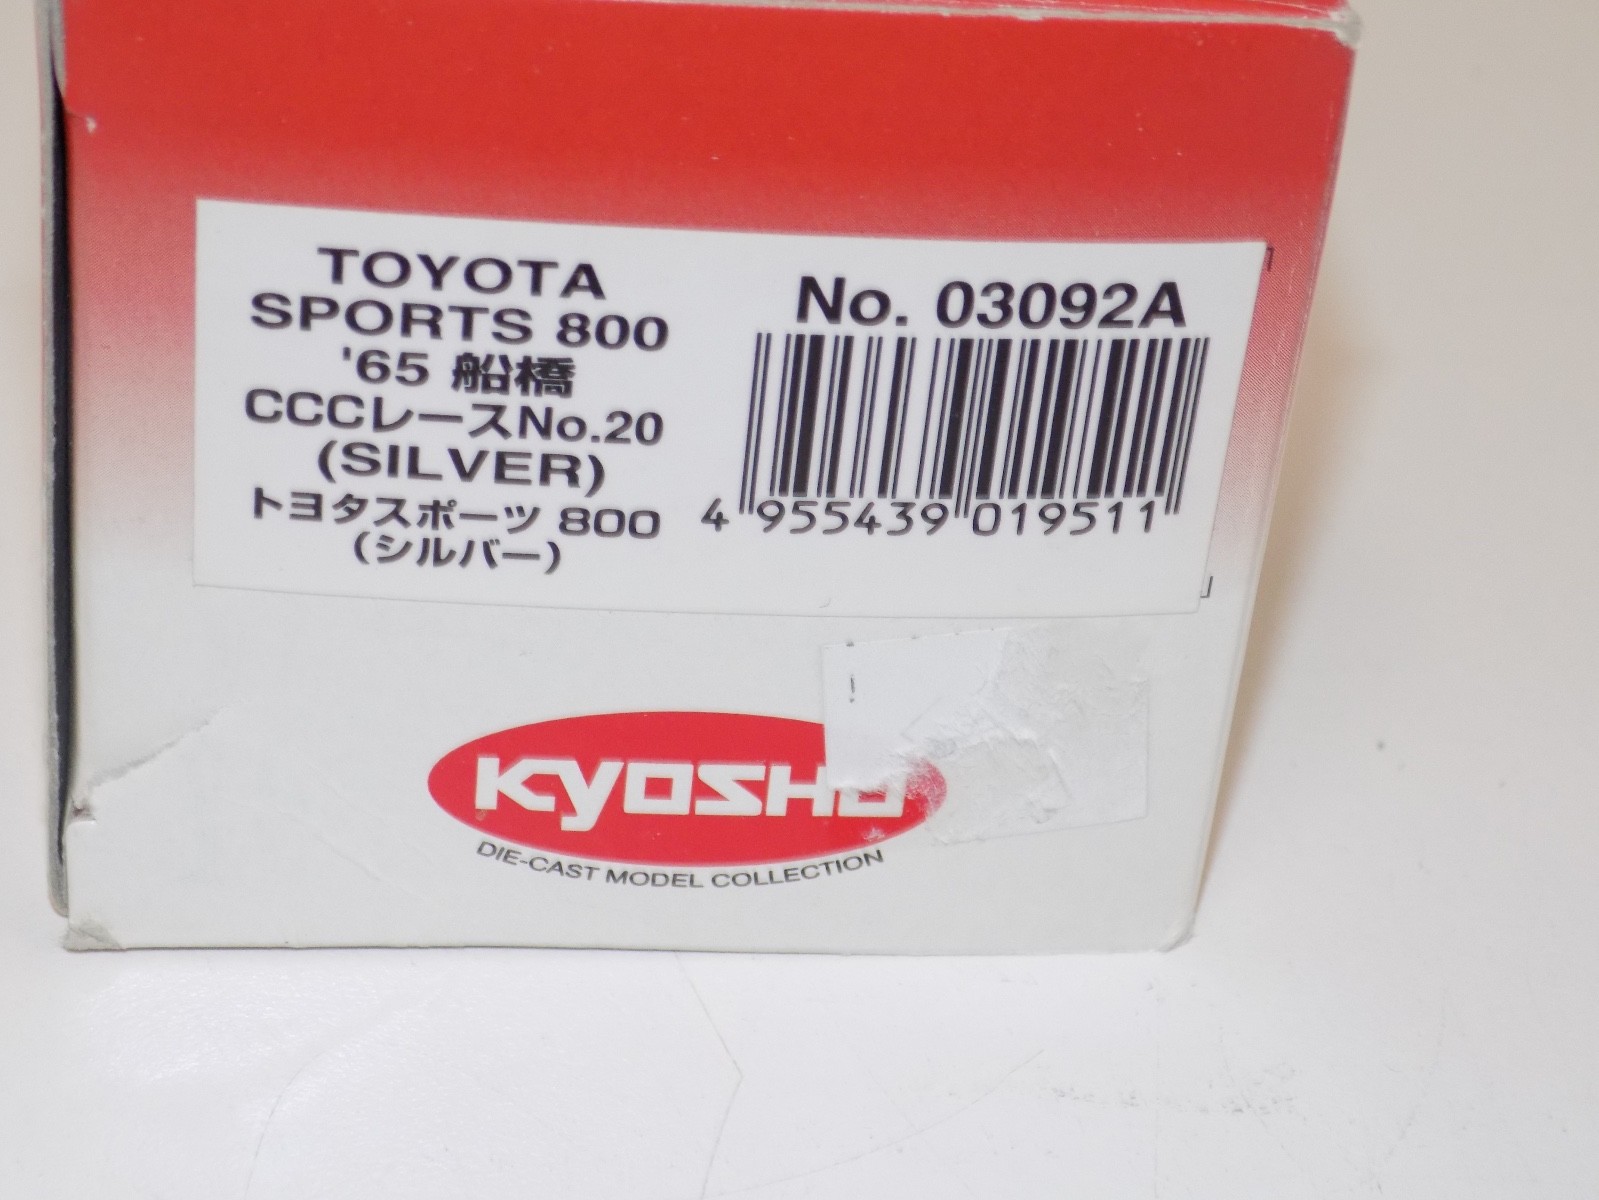 TOYOTA
SPORTS 800
'65 船橋
CCCレースNo.20
(SILVER)
トヨタスポーツ 800
(シルバー)
No. 03092A
4 955439 019511
KYOSHO
DIE-CAST MODEL COLLECTION